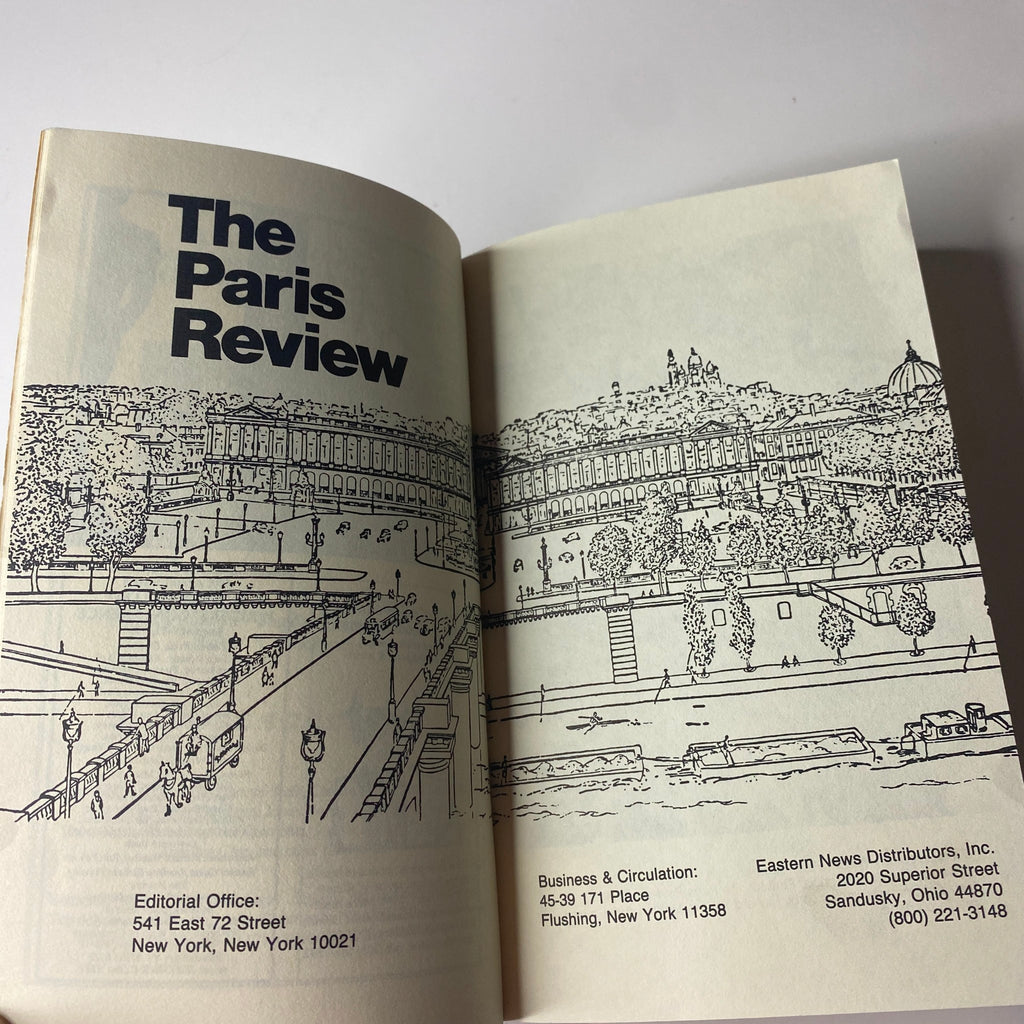 The
Paris
Review
Editorial Office:
541 East 72 Street
New York, New York 10021
Business & Circulation:
45-39 171 Place
Flushing, New York 11358
Eastern News Distributors, Inc.
2020 Superior Street
Sandusky, Ohio 44870
(800) 221-3148